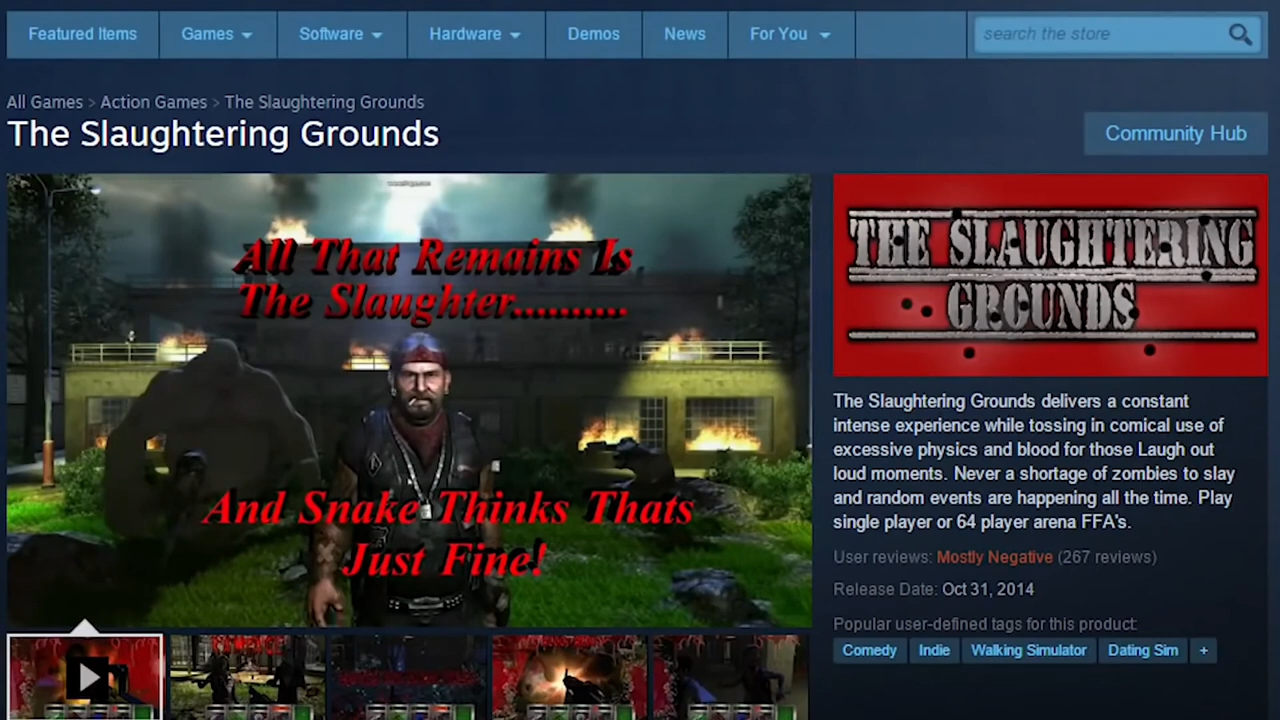 Featured Items Games Software Hardware Demos News For You search the store
All Games > Action Games > The Slaughtering Grounds
The Slaughtering Grounds
Community Hub
All That Remains Is
The Slaughter..........
And Snake Thinks Thats
Just Fine!
THE SLAUGHTERING
GROUNDS
The Slaughtering Grounds delivers a constant
intense experience while tossing in comical use of
excessive physics and blood for those Laugh out
loud moments. Never a shortage of zombies to slay
and random events are happening all the time. Play
single player or 64 player arena FFA's.
User reviews: Mostly Negative (267 reviews)
Release Date: Oct 31, 2014
Popular user-defined tags for this product:
Comedy Indie Walking Simulator Dating Sim +